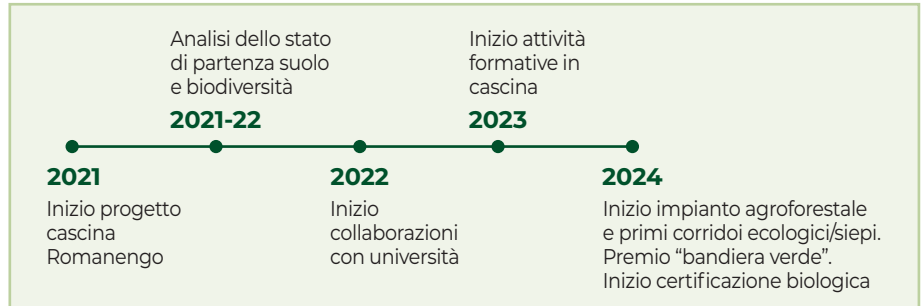 Analisi dello stato
di partenza suolo
e biodiversità
2021-22
Inizio attività
formative in
cascina
2023
2021
Inizio progetto
cascina
Romanengo
2022
Inizio
collaborazioni
con università
2024
Inizio impianto agroforestale
e primi corridoi ecologici/siepi.
Premio “bandiera verde”.
Inizio certificazione biologica